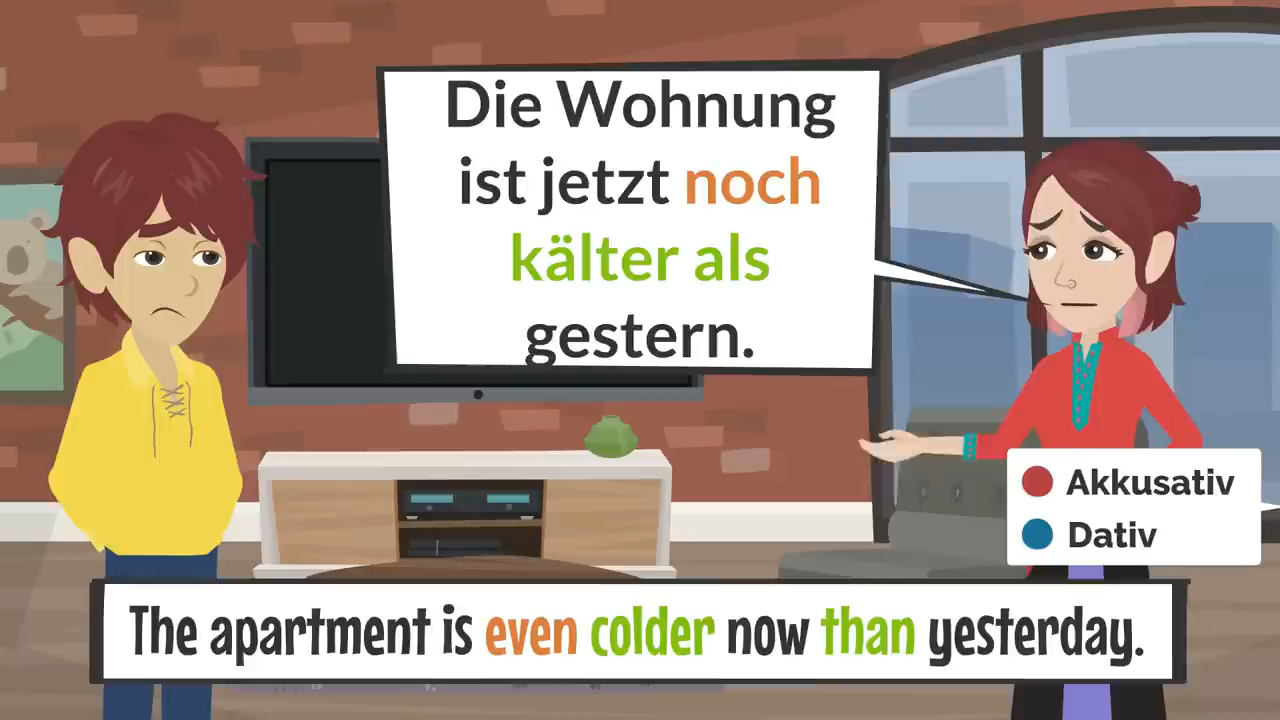 Die Wohnung
ist jetzt noch
kälter als
gestern.
Akkusativ
Dativ
The apartment is even colder now than yesterday.